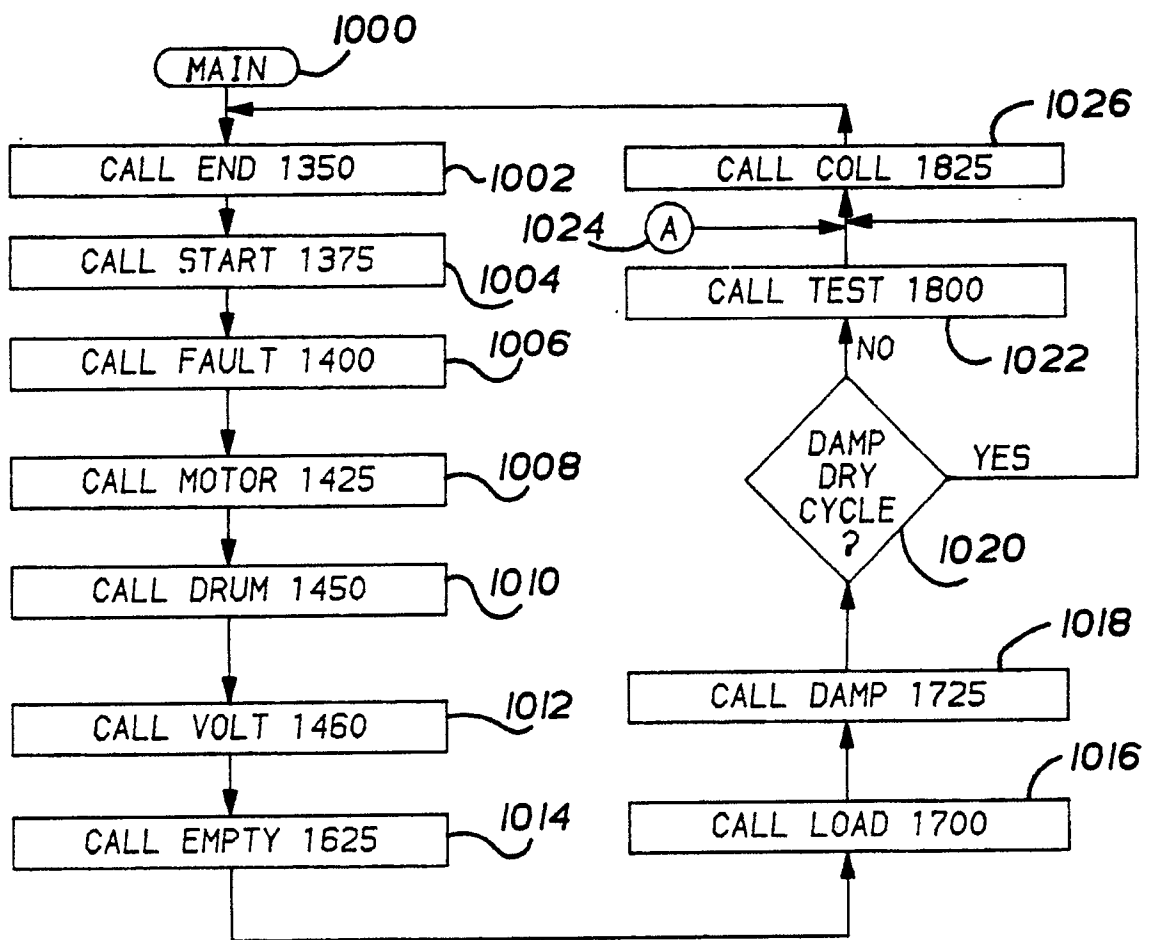 1000
MAIN
CALL END 1350
1002
CALL START 1375
1004
CALL FAULT 1400
1006
CALL MOTOR 1425
1008
CALL DRUM 1450
1010
CALL VOLT 1460
1012
CALL EMPTY 1625
1014
1026
CALL COLL 1825
1024
A
CALL TEST 1800
1022
NO
DAMP
DRY
CYCLE
?
YES
1020
1018
CALL DAMP 1725
1016
CALL LOAD 1700